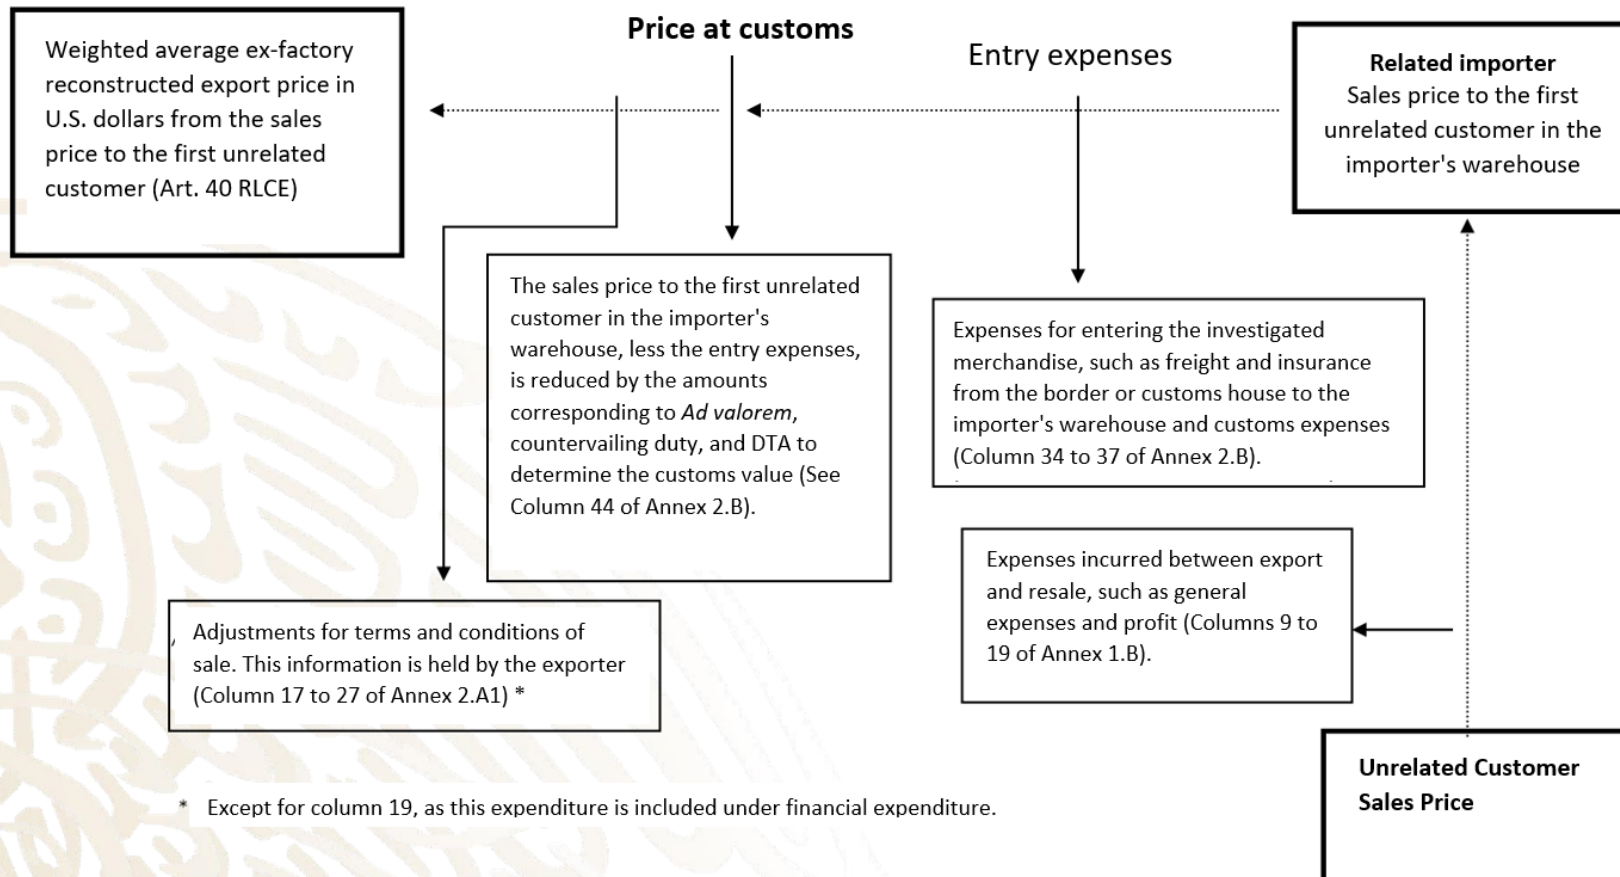 Weighted average ex-factory
reconstructed export price in
U.S. dollars from the sales
price to the first unrelated
customer (Art. 40 RLCE)
Price at customs
Entry expenses
Related importer
Sales price to the first
unrelated customer in the
importer's warehouse
The sales price to the first unrelated
customer in the importer's
warehouse, less the entry expenses,
is reduced by the amounts
corresponding to Ad valorem,
countervailing duty, and DTA to
determine the customs value (See
Column 44 of Annex 2.B).
Expenses for entering the investigated
merchandise, such as freight and insurance
from the border or customs house to the
importer's warehouse and customs expenses
(Column 34 to 37 of Annex 2.B).
Expenses incurred between export
and resale, such as general
expenses and profit (Columns 9 to
19 of Annex 1.B).
Adjustments for terms and conditions of
sale. This information is held by the exporter
(Column 17 to 27 of Annex 2.A1) *
Unrelated Customer
Sales Price
* Except for column 19, as this expenditure is included under financial expenditure.